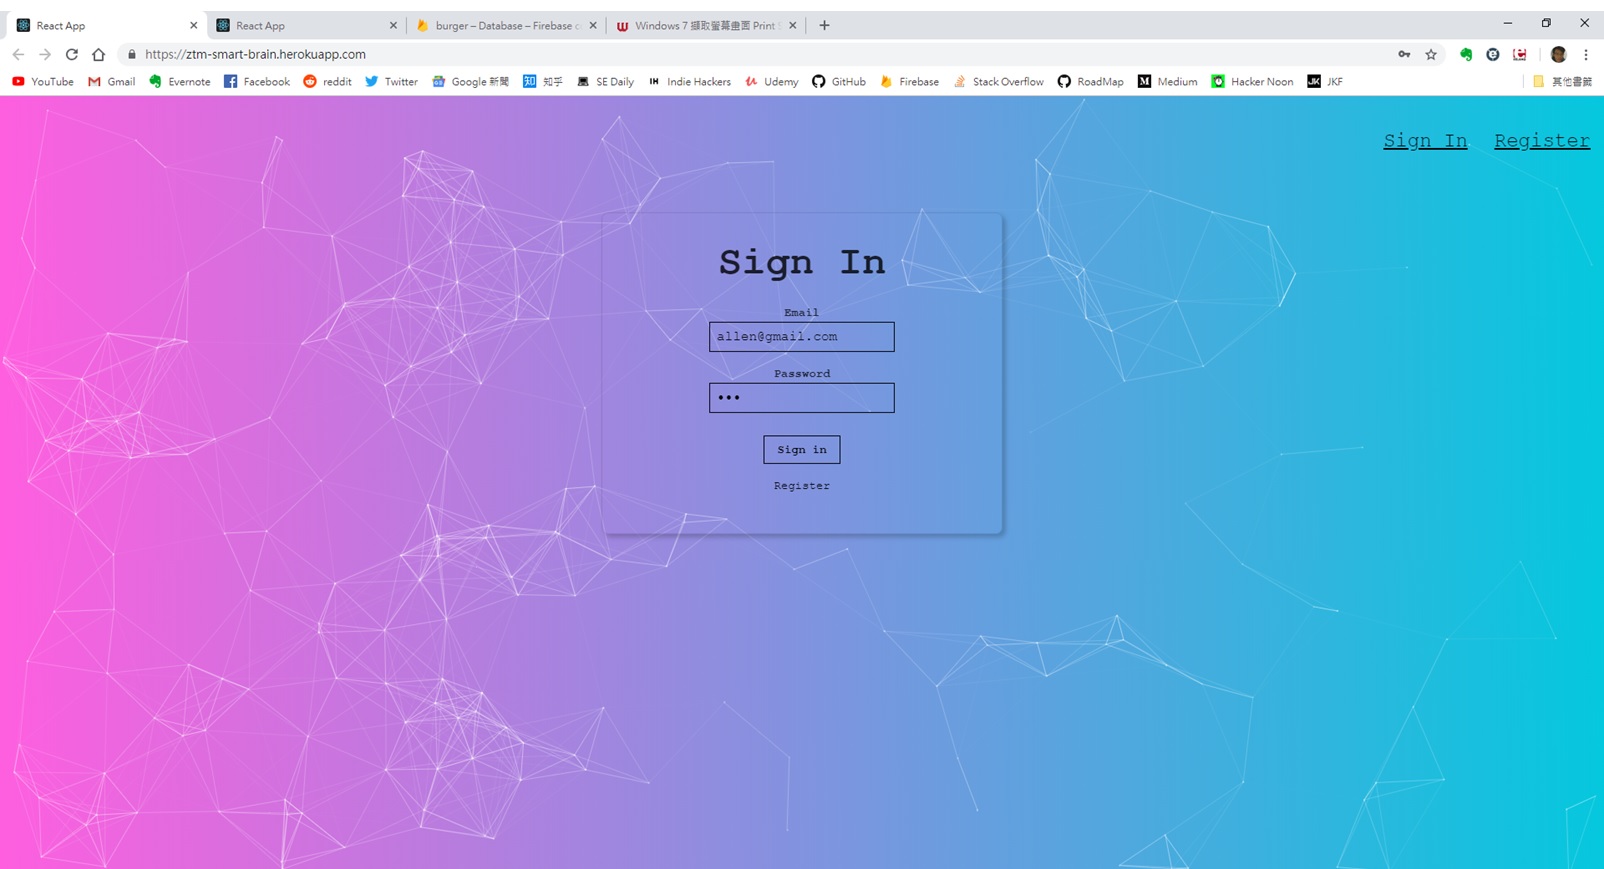 React App
React App
burger – Database – Firebase c
Windows 7 擷取螢幕畫面 Print S
https://ztm-smart-brain.herokuapp.com
YouTube Gmail Evernote Facebook reddit Twitter Google 新聞 知乎 SE Daily Indie Hackers Udemy GitHub Firebase Stack Overflow RoadMap Medium Hacker Noon JKF 其他書籤
Sign In Register
Sign In
Email
allen@gmail.com
Password
•••
Sign in
Register